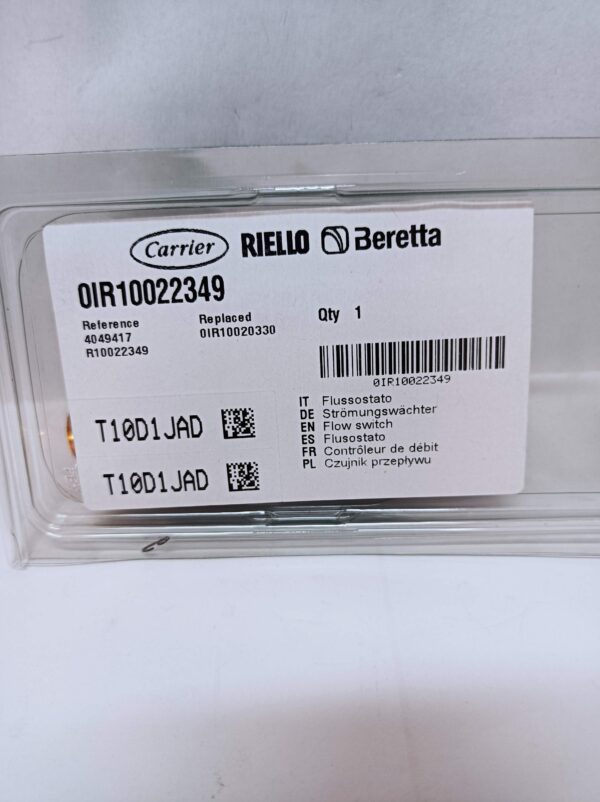 Carrier RIELLO Beretta
0IR10022349
Reference
4049417
R10022349
Replaced
0IR10020330
Qty 1
0IR10022349
T10D1JAD
T10D1JAD
IT Flussostato
DE Strömungswächter
EN Flow switch
ES Flusostato
FR Contrôleur de débit
PL Czujnik przepływu